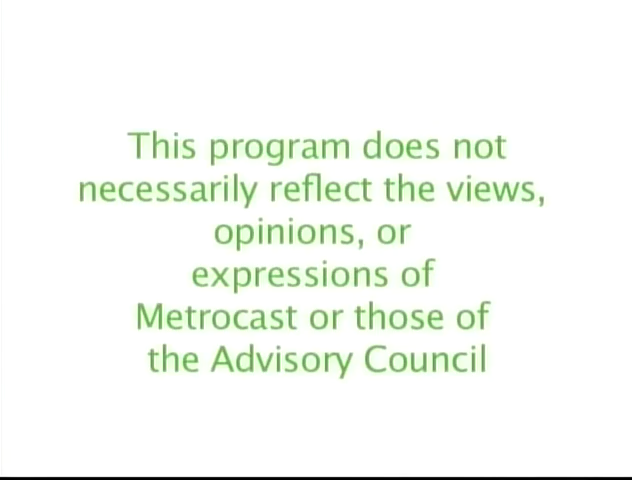 This program does not
necessarily reflect the views,
opinions, or
expressions of
Metrocast or those of
the Advisory Council